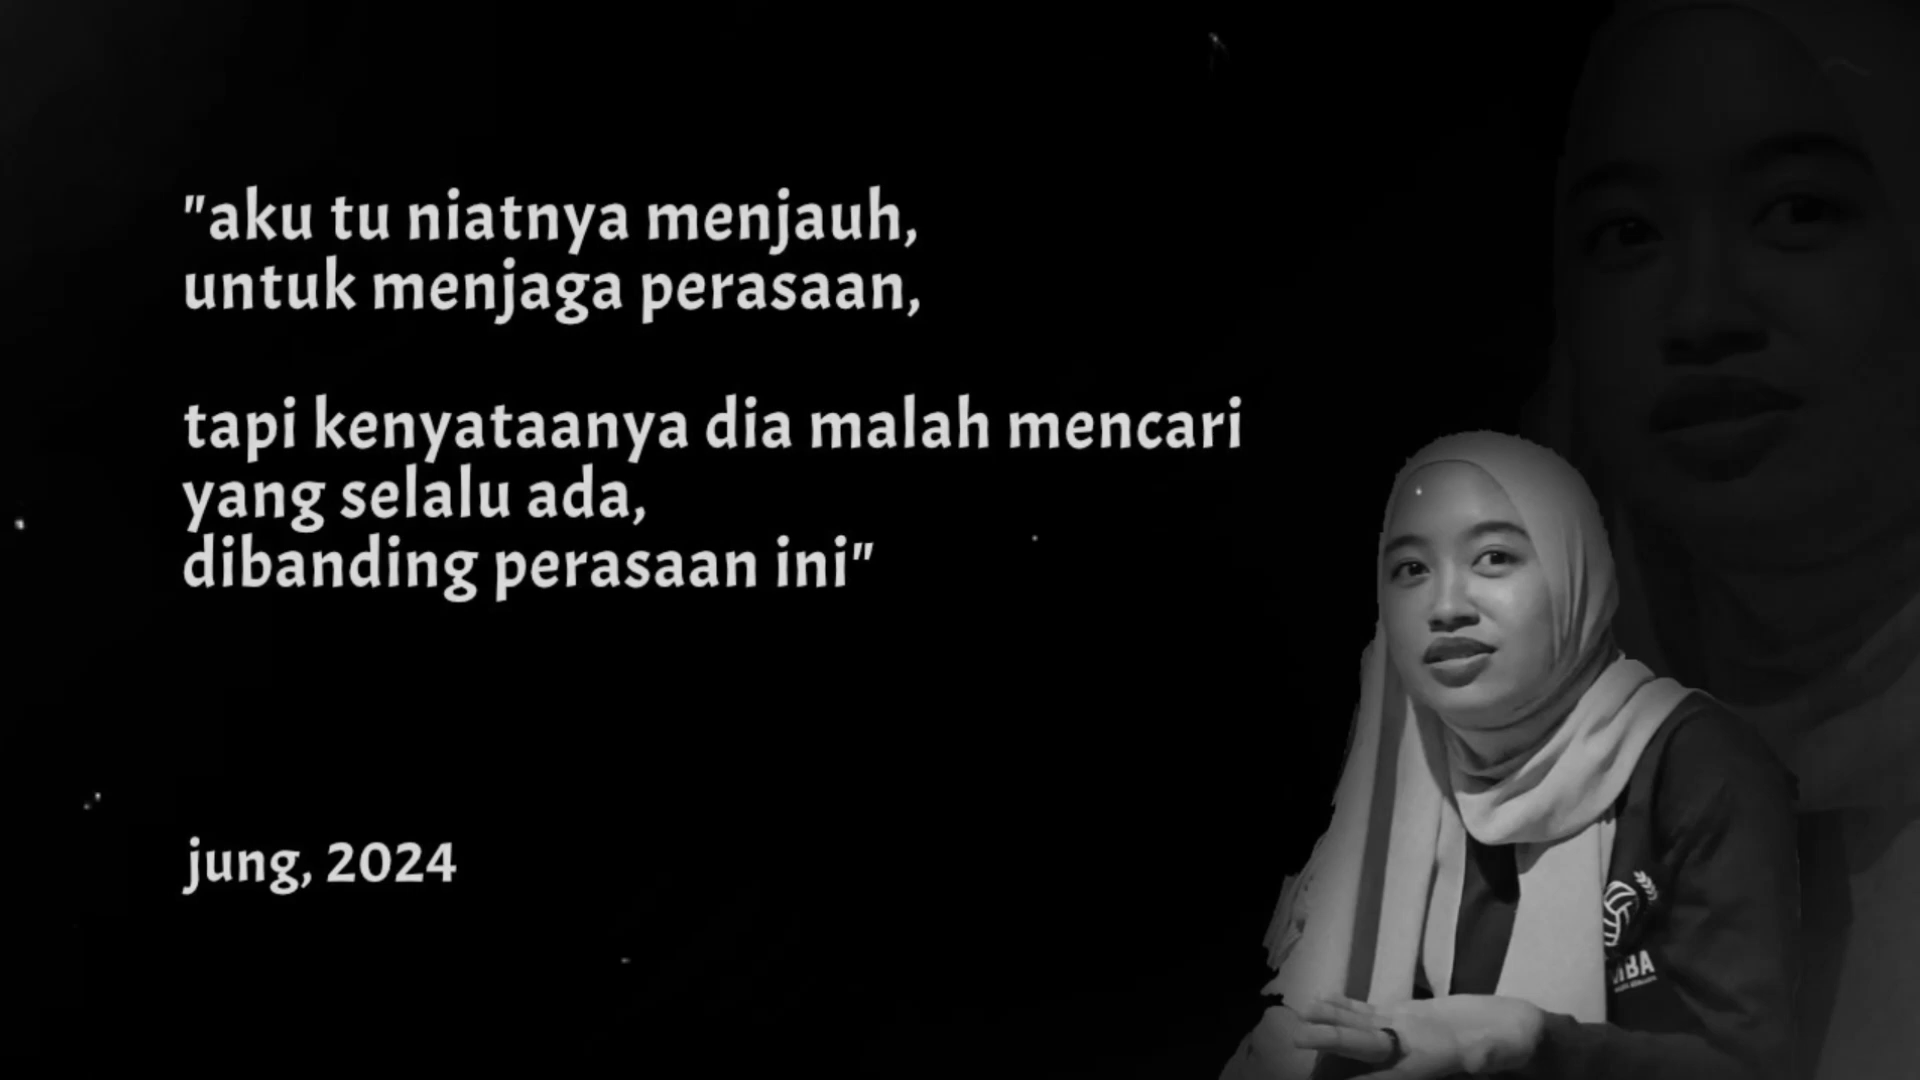 "aku tu niatnya menjauh,
untuk menjaga perasaan,
tapi kenyataanya dia malah mencari
yang selalu ada,
dibanding perasaan ini"
jung, 2024